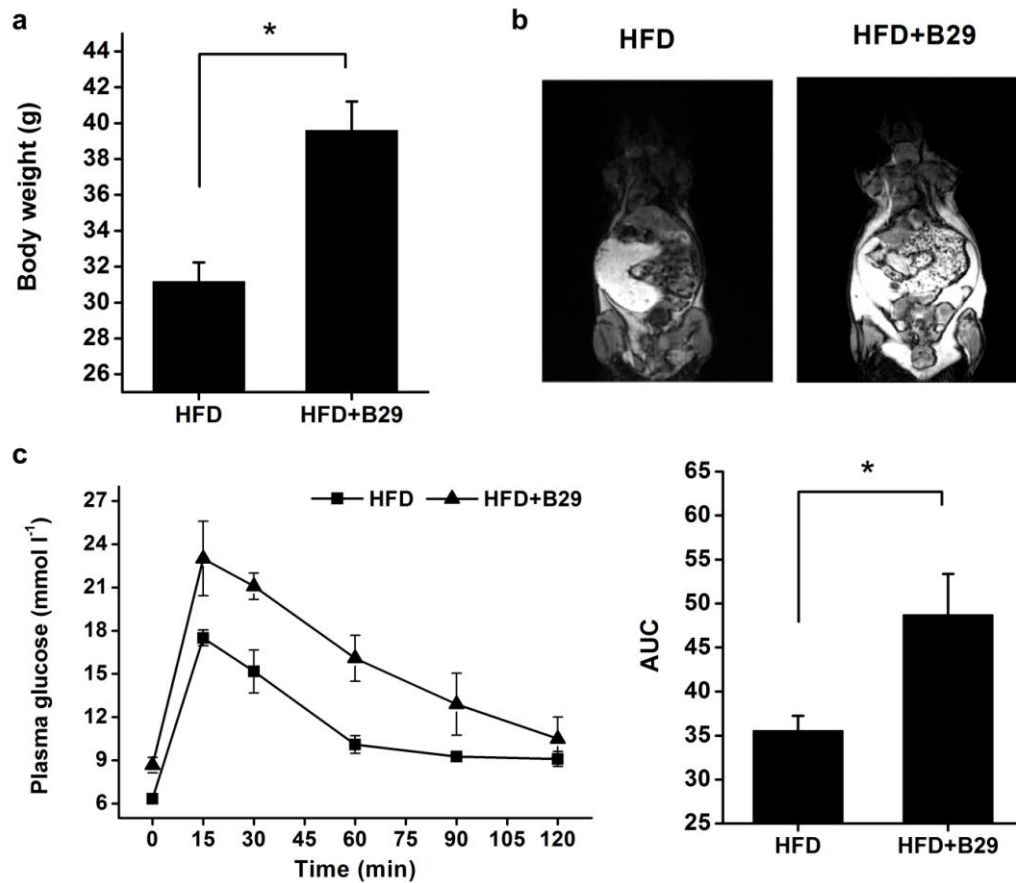 a
*
Body weight (g)
44
42
40
38
36
34
32
30
28
26
HFD
HFD+B29
b
HFD
HFD+B29
c
HFD
HFD+B29
Plasma glucose (mmol l⁻¹)
27
24
21
18
15
12
9
6
0 15 30 45 60 75 90 105 120
Time (min)
*
AUC
65
60
55
50
45
40
35
30
25
HFD
HFD+B29